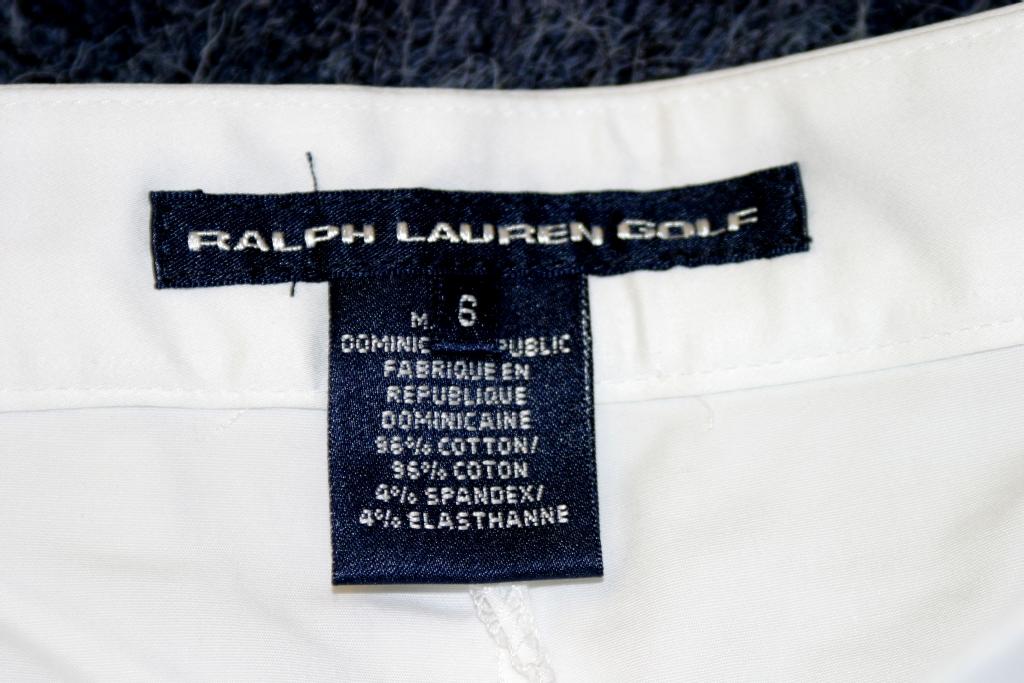 RALPH LAUREN GOLF
6
M.
DOMINIC PUBLIC
FABRIQUE EN
REPUBLIQUE
DOMINICAINE
96% COTTON/
96% COTON
4% SPANDEX/
4% ELASTHANNE